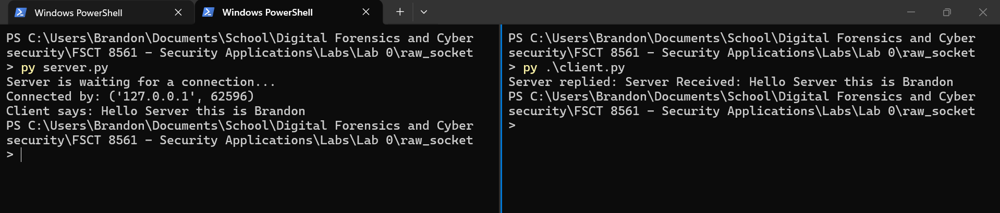 Windows PowerShell
Windows PowerShell
PS C:\Users\Brandon\Documents\School\Digital Forensics and Cyber
security\FSCT 8561 - Security Applications\Labs\Lab 0\raw_socket
> py server.py
Server is waiting for a connection...
Connected by: ('127.0.0.1', 62596)
Client says: Hello Server this is Brandon
PS C:\Users\Brandon\Documents\School\Digital Forensics and Cyber
security\FSCT 8561 - Security Applications\Labs\Lab 0\raw_socket
>
PS C:\Users\Brandon\Documents\School\Digital Forensics and Cyber
security\FSCT 8561 - Security Applications\Labs\Lab 0\raw_socket
> py .\client.py
Server replied: Server Received: Hello Server this is Brandon
PS C:\Users\Brandon\Documents\School\Digital Forensics and Cyber
security\FSCT 8561 - Security Applications\Labs\Lab 0\raw_socket
>